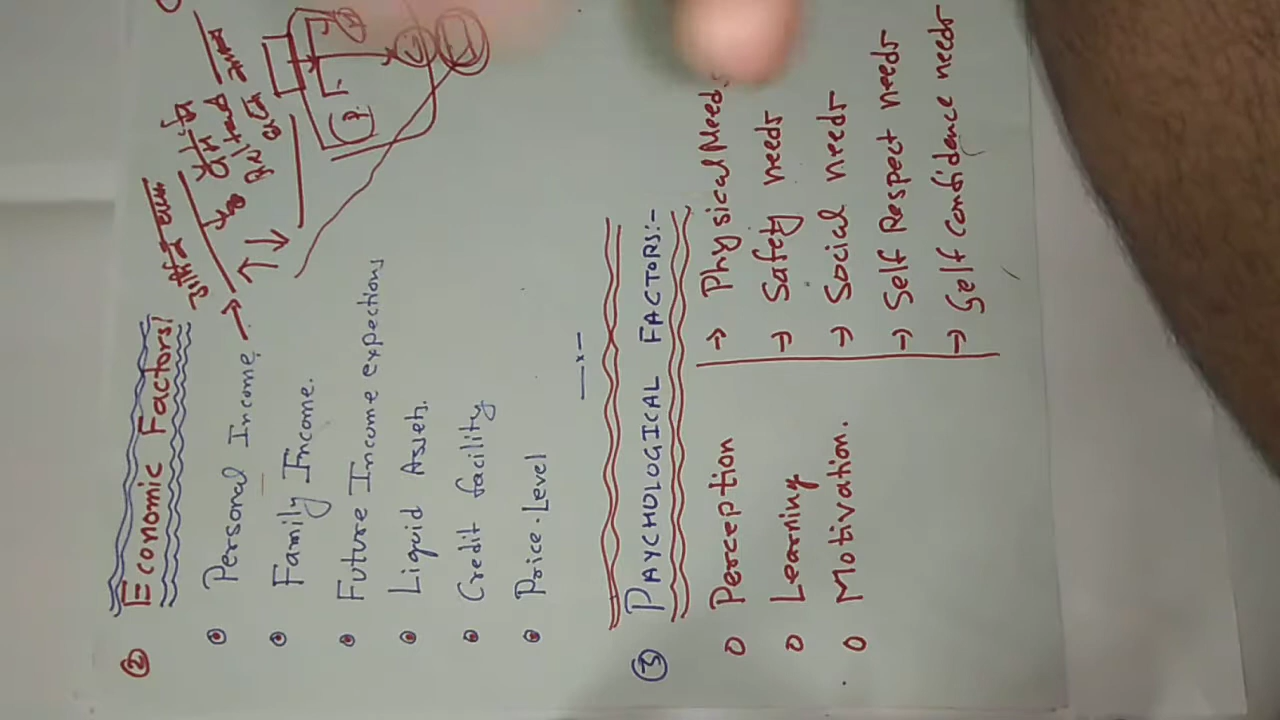 ② Economic Factors!
• Personal Income.
• Family Income.
• Future Income expections
• Liquid Assets.
• Credit facility
• Price-Level
③ PAYCHOLOGICAL FACTORS:-
o Perception
o Learning
o Motivation.
→ Physical Needs
→ Safety needs
→ Social needs
→ Self Respect needs
→ Self Confidence needs